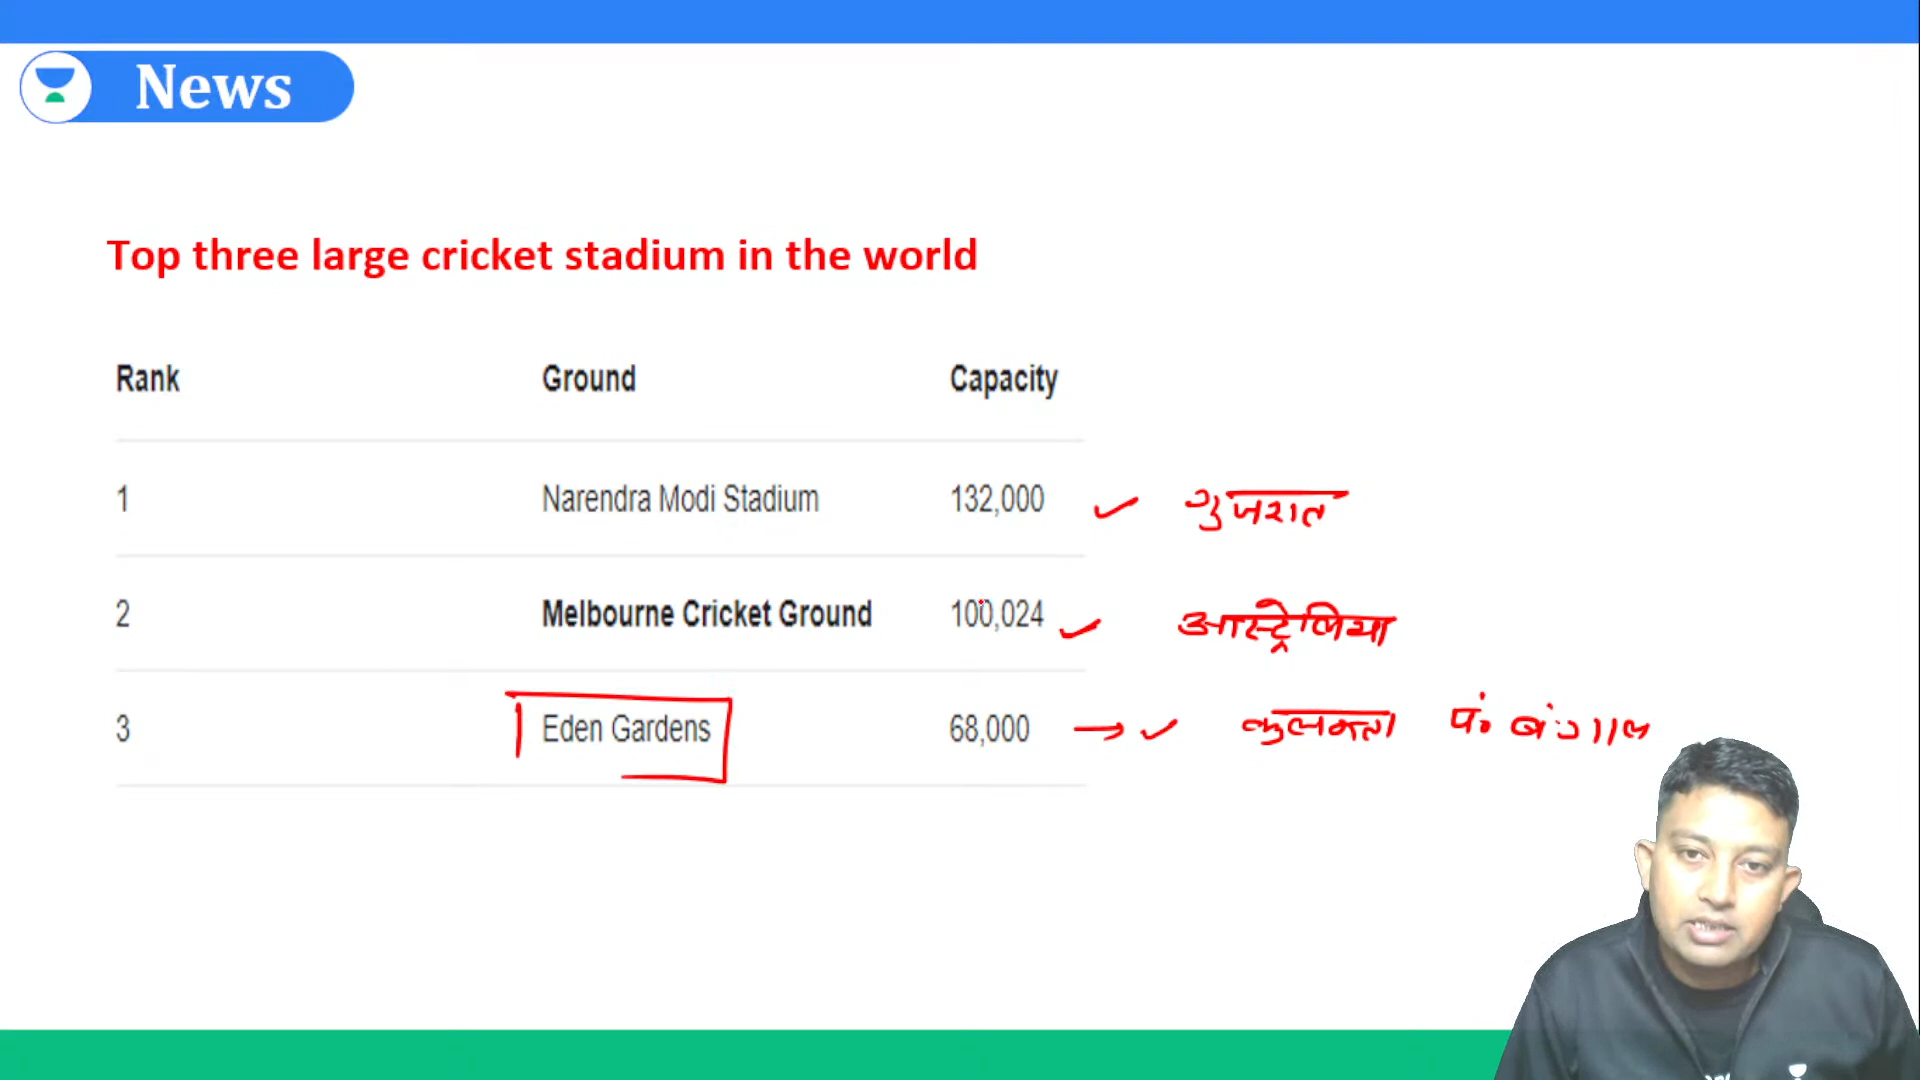 News
Top three large cricket stadium in the world
Rank Ground Capacity
1 Narendra Modi Stadium 132,000 गुजरात
2 Melbourne Cricket Ground 100,024 आस्ट्रेलिया
3 Eden Gardens 68,000 कलकत्ता पं. बंगाल